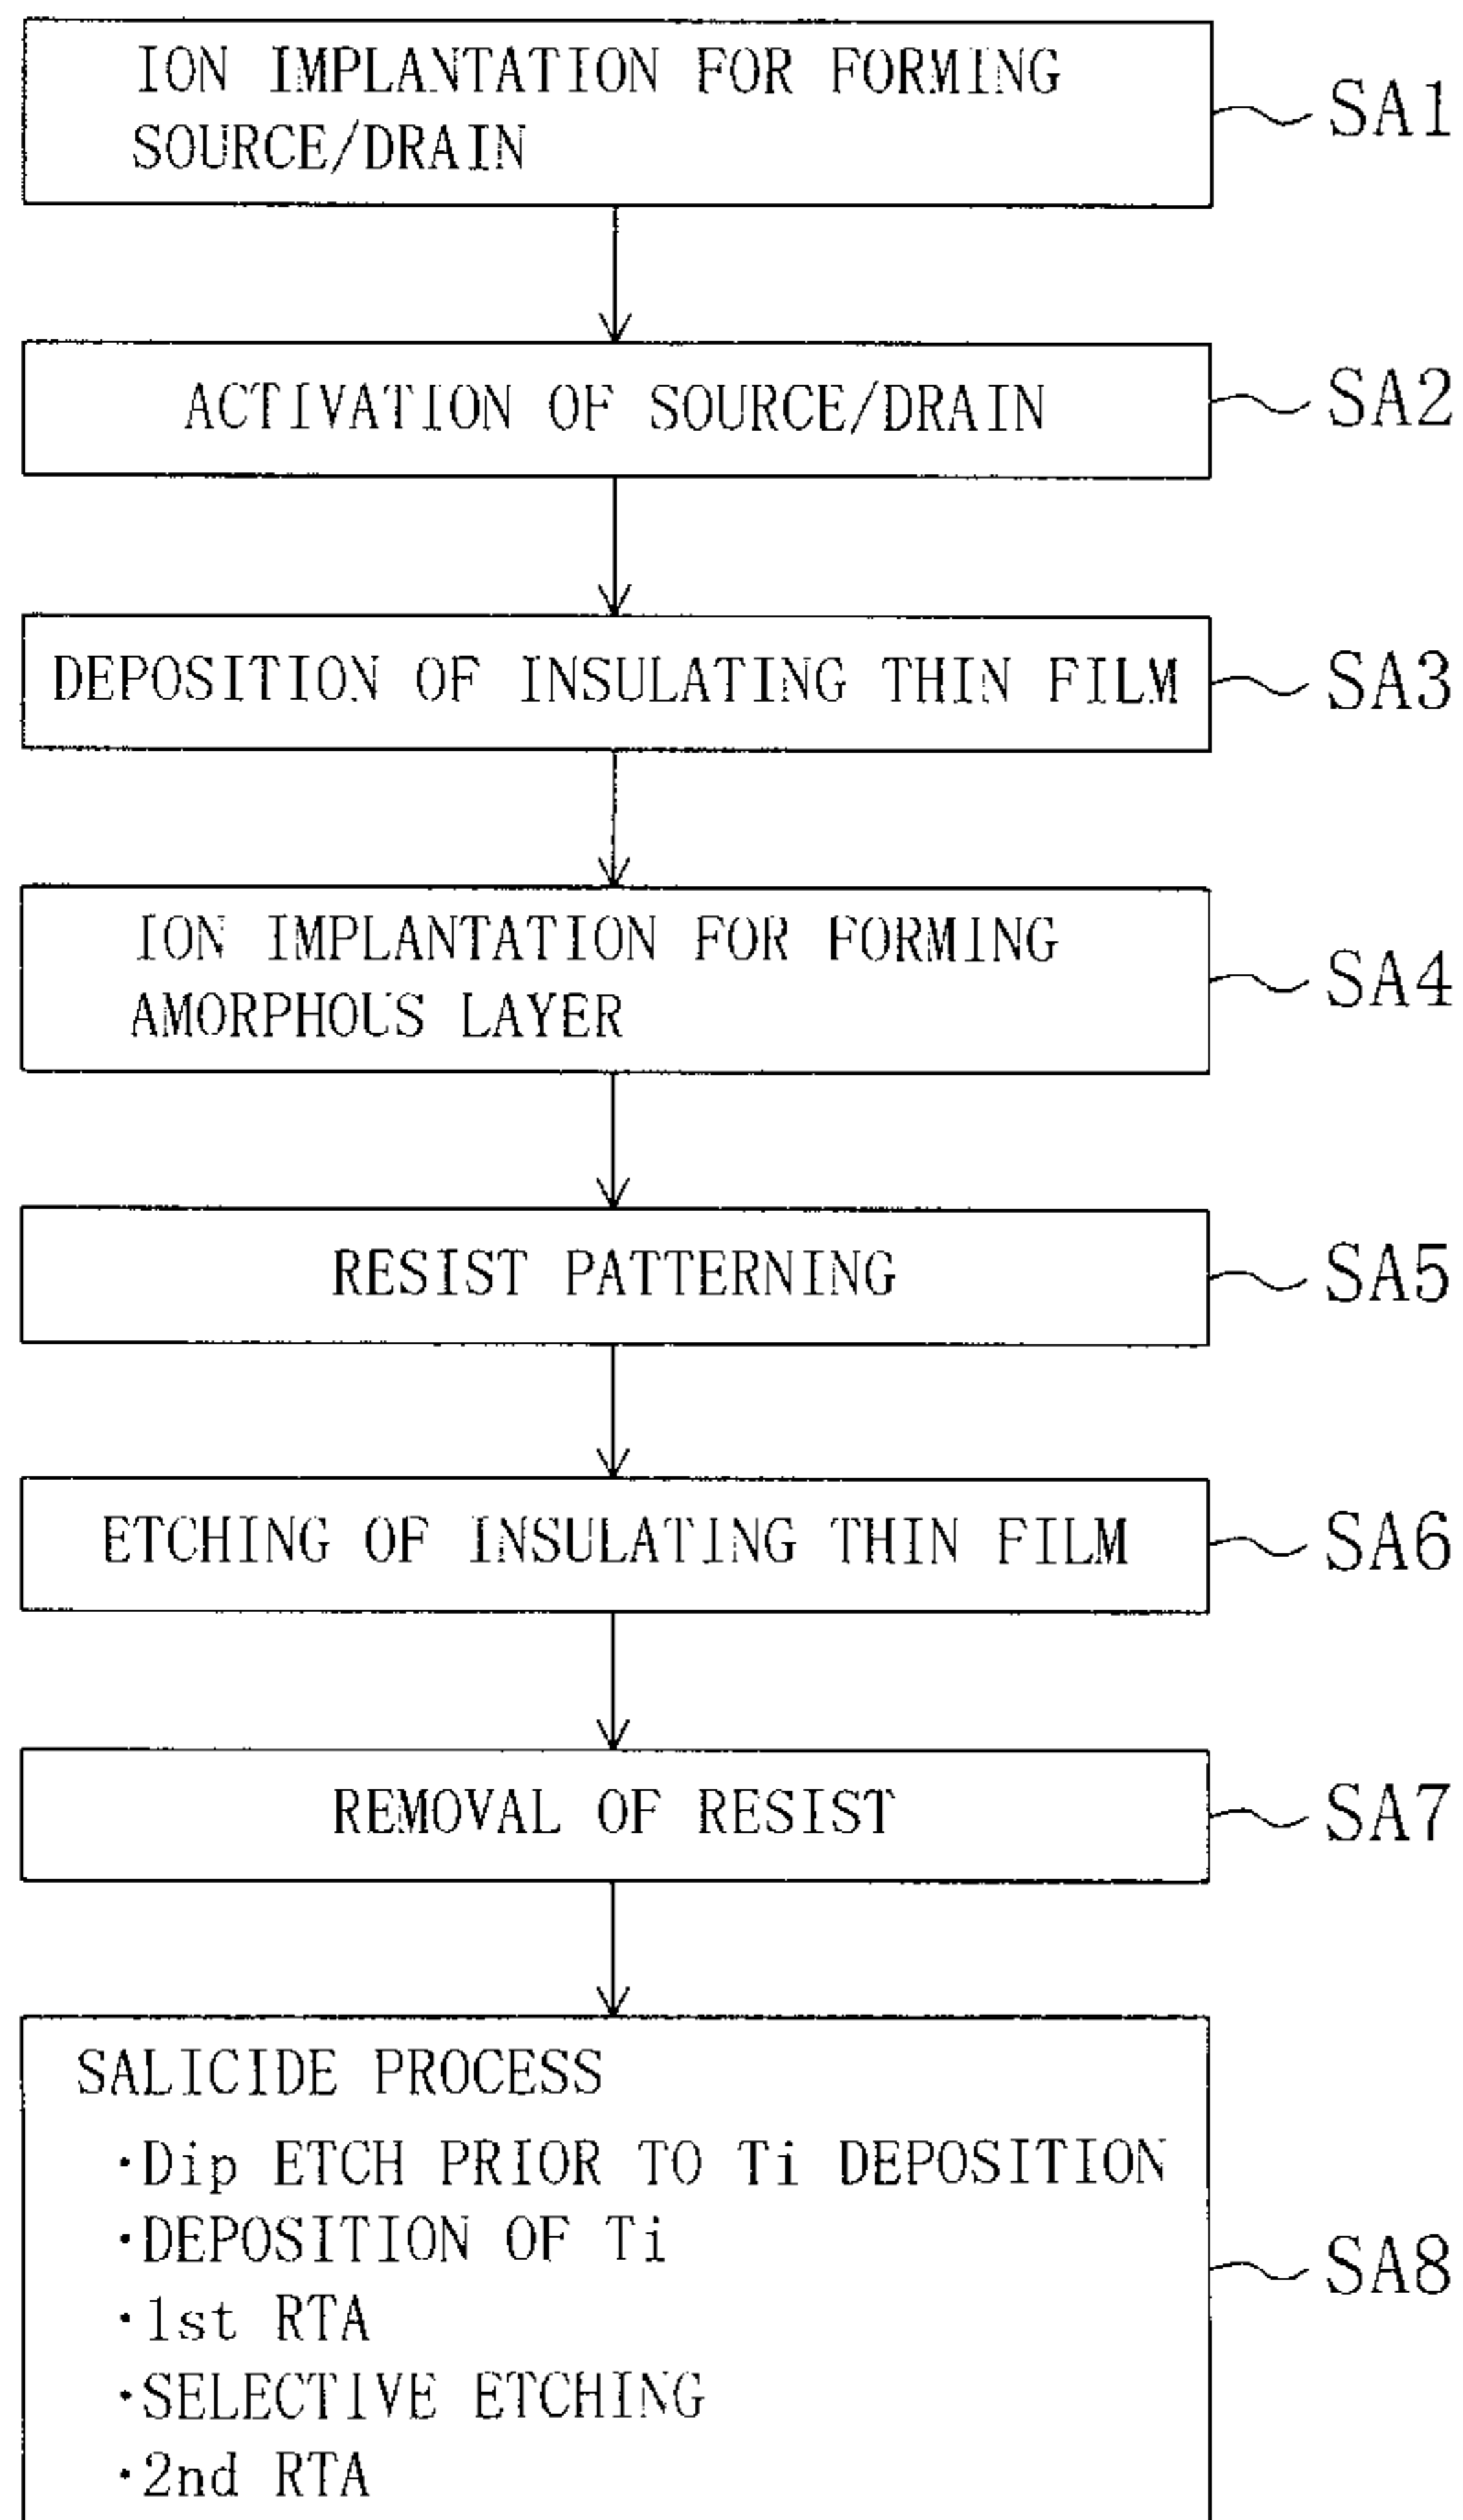 ION IMPLANTATION FOR FORMING
SOURCE/DRAIN
SA1
ACTIVATION OF SOURCE/DRAIN
SA2
DEPOSITION OF INSULATING THIN FILM
SA3
ION IMPLANTATION FOR FORMING
AMORPHOUS LAYER
SA4
RESIST PATTERNING
SA5
ETCHING OF INSULATING THIN FILM
SA6
REMOVAL OF RESIST
SA7
SALICIDE PROCESS
·Dip ETCH PRIOR TO Ti DEPOSITION
·DEPOSITION OF Ti
·1st RTA
·SELECTIVE ETCHING
·2nd RTA
SA8